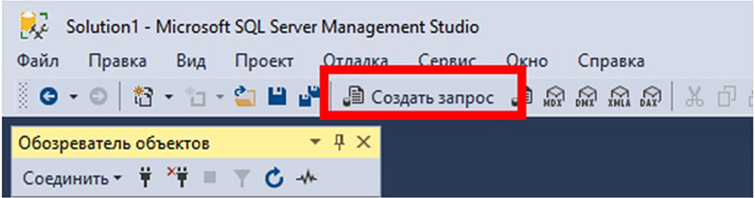 Solution1 - Microsoft SQL Server Management Studio
Файл Правка Вид Проект Отладка Сервис Окно Справка
Создать запрос MDX DMX XMLA DAX
Обозреватель объектов
Соединить